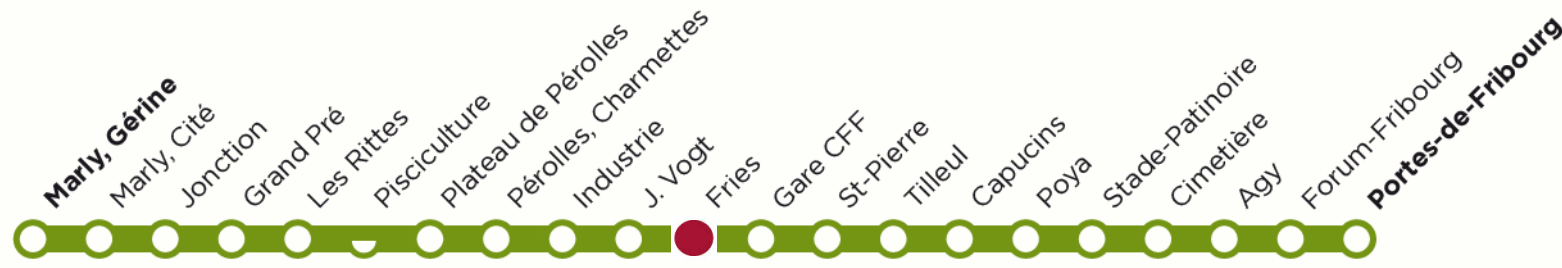 Marly, Gérine
Marly, Cité
Jonction
Grand Pré
Les Rittes
Pisciculture
Plateau de Pérolles
Pérolles, Charmettes
Industrie
J. Vogt
Fries
Gare CFF
St-Pierre
Tilleul
Capucins
Poya
Stade-Patinoire
Cimetière
Agy
Forum-Fribourg
Portes-de-Fribourg